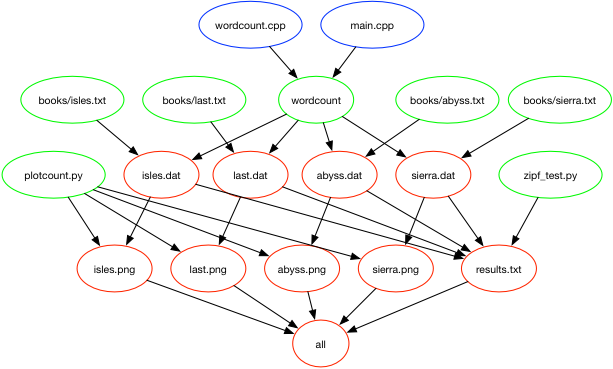 wordcount.cpp
main.cpp
books/isles.txt
books/last.txt
wordcount
books/abyss.txt
books/sierra.txt
plotcount.py
isles.dat
last.dat
abyss.dat
sierra.dat
zipf_test.py
isles.png
last.png
abyss.png
sierra.png
results.txt
all